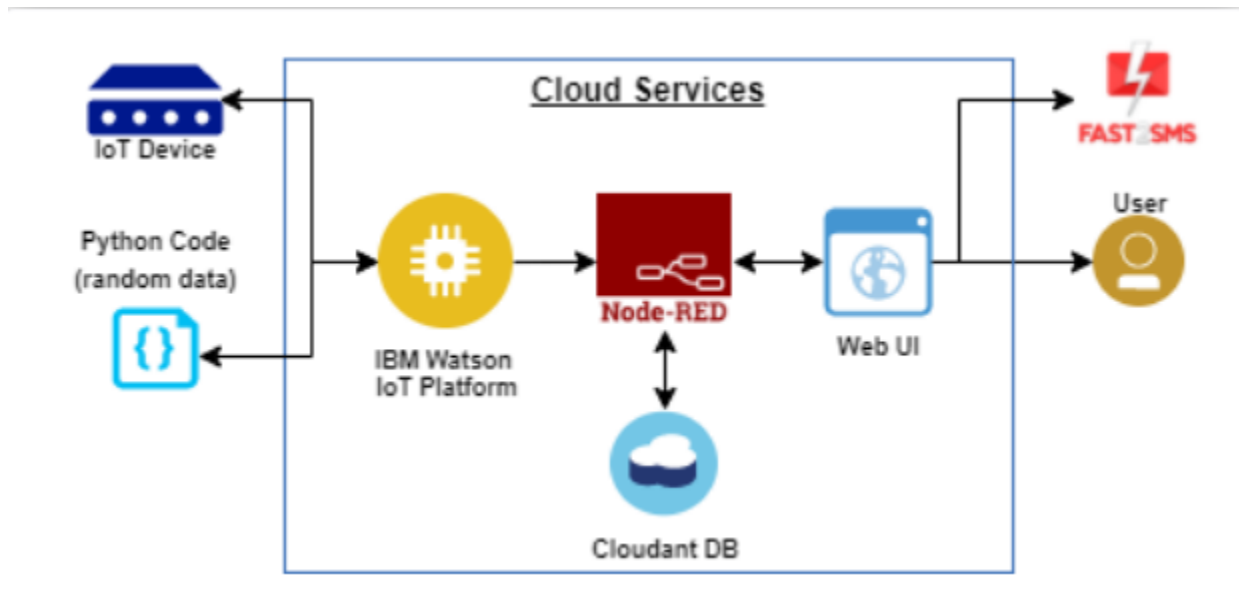 Cloud Services
IoT Device
Python Code
(random data)
IBM Watson
IoT Platform
Node-RED
Cloudant DB
Web UI
FAST2SMS
User